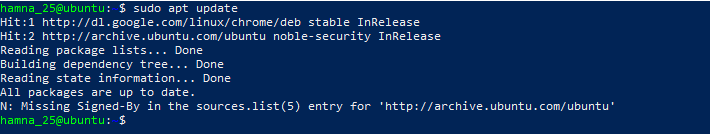 hamna_25@ubuntu: $ sudo apt update
Hit:1 http://dl.google.com/linux/chrome/deb stable InRelease
Hit:2 http://archive.ubuntu.com/ubuntu noble-security InRelease
Reading package lists... Done
Building dependency tree... Done
Reading state information... Done
All packages are up to date.
N: Missing Signed-By in the sources.list(5) entry for 'http://archive.ubuntu.com/ubuntu'
hamna_25@ubuntu: $